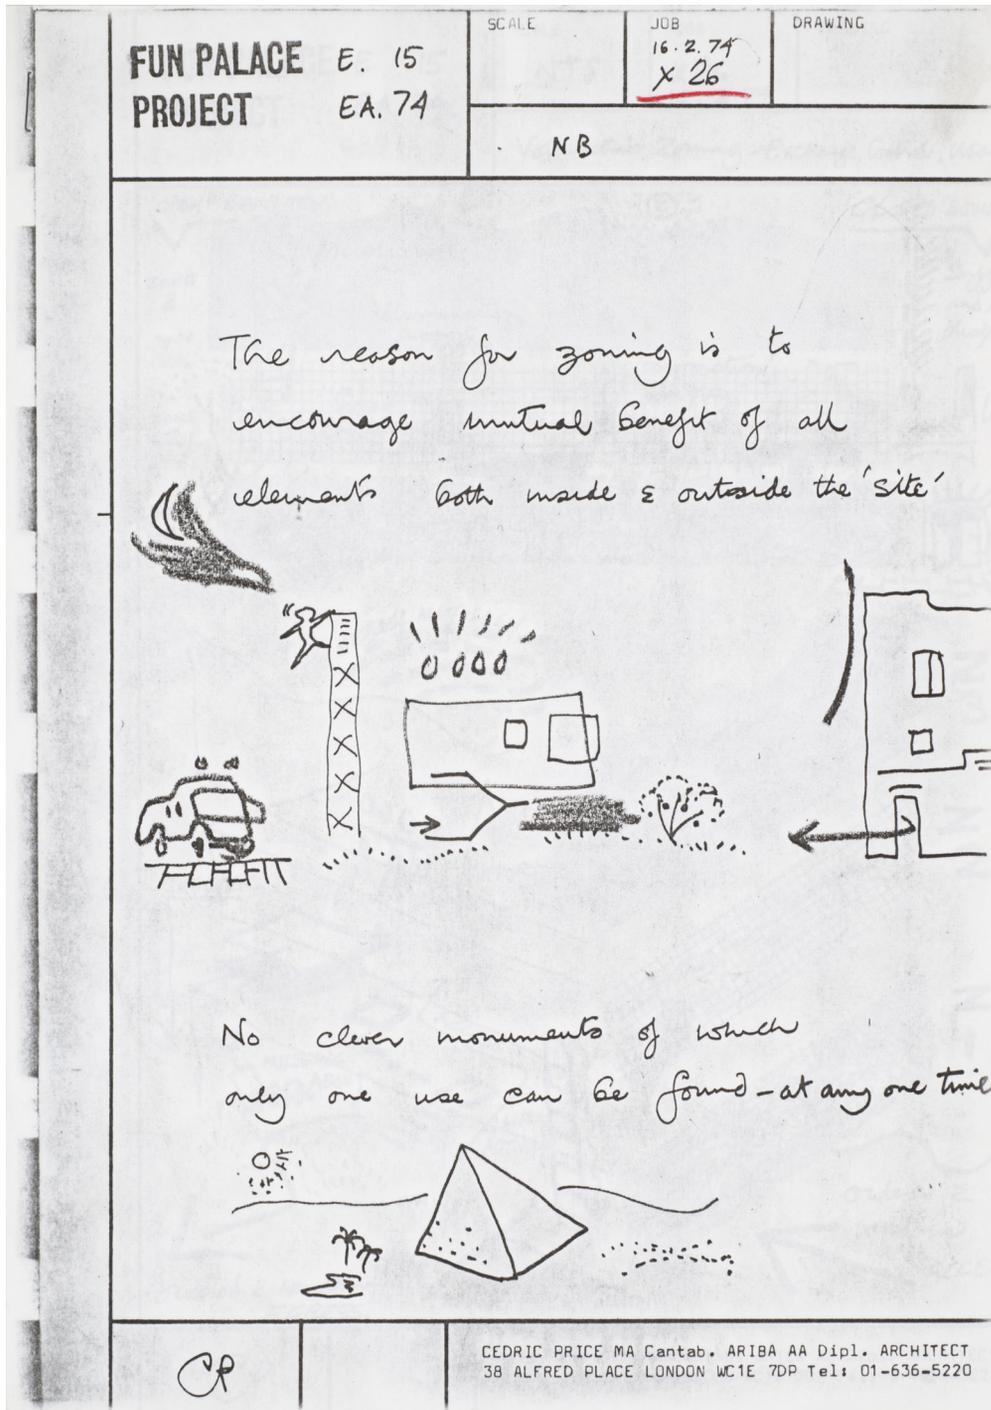 FUN PALACE E. 15
PROJECT EA. 74
SCALE
JOB
16.2.74
X 26
DRAWING
NB
The reason for zoning is to
encourage mutual benefit of all
elements both inside & outside the 'site'
No clever monuments of which
only one use can be found - at any one time
CP
CEDRIC PRICE MA Cantab. ARIBA AA Dipl. ARCHITECT
38 ALFRED PLACE LONDON WC1E 7DP Tel: 01-636-5220